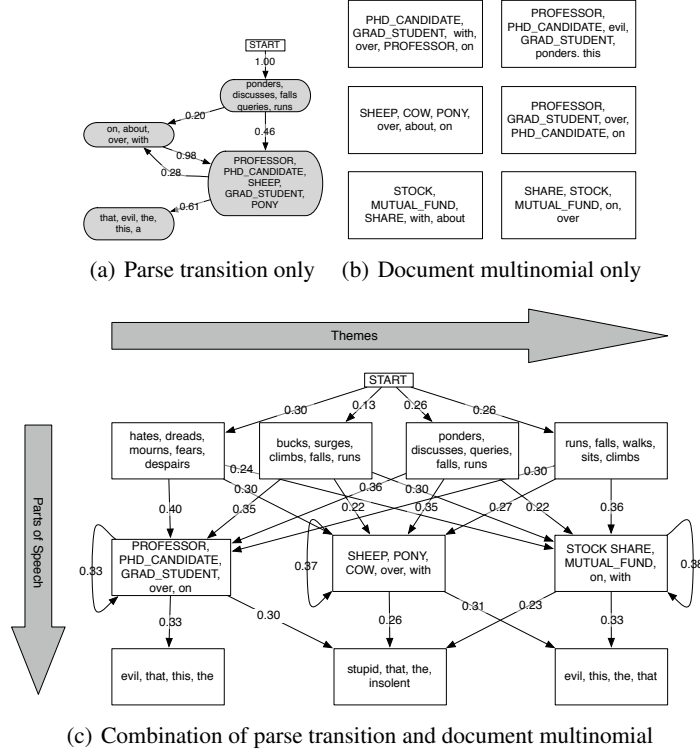 START
1.00
ponders,
discusses, falls
queries, runs
0.20
0.46
on, about,
over, with
0.98
0.28
PROFESSOR,
PHD_CANDIDATE,
SHEEP,
GRAD_STUDENT,
PONY
0.61
that, evil, the,
this, a
(a) Parse transition only
PHD_CANDIDATE,
GRAD_STUDENT, with,
over, PROFESSOR, on
PROFESSOR,
PHD_CANDIDATE, evil,
GRAD_STUDENT,
ponders. this
SHEEP, COW, PONY,
over, about, on
PROFESSOR,
GRAD_STUDENT, over,
PHD_CANDIDATE, on
STOCK,
MUTUAL_FUND,
SHARE, with, about
SHARE, STOCK,
MUTUAL_FUND, on,
over
(b) Document multinomial only
Themes
Parts of Speech
START
0.30
0.13
0.26
0.26
hates, dreads,
mourns, fears,
despairs
bucks, surges,
climbs, falls, runs
ponders,
discusses, queries,
falls, runs
runs, falls, walks,
sits, climbs
0.24
0.30
0.36
0.30
0.30
0.40
0.35
0.22
0.35
0.27
0.22
0.36
PROFESSOR,
PHD_CANDIDATE,
GRAD_STUDENT,
over, on
SHEEP, PONY,
COW, over, with
STOCK SHARE,
MUTUAL_FUND,
on, with
0.33
0.37
0.38
0.33
0.30
0.26
0.31
0.23
0.33
evil, that, this, the
stupid, that, the,
insolent
evil, this, the, that
(c) Combination of parse transition and document multinomial